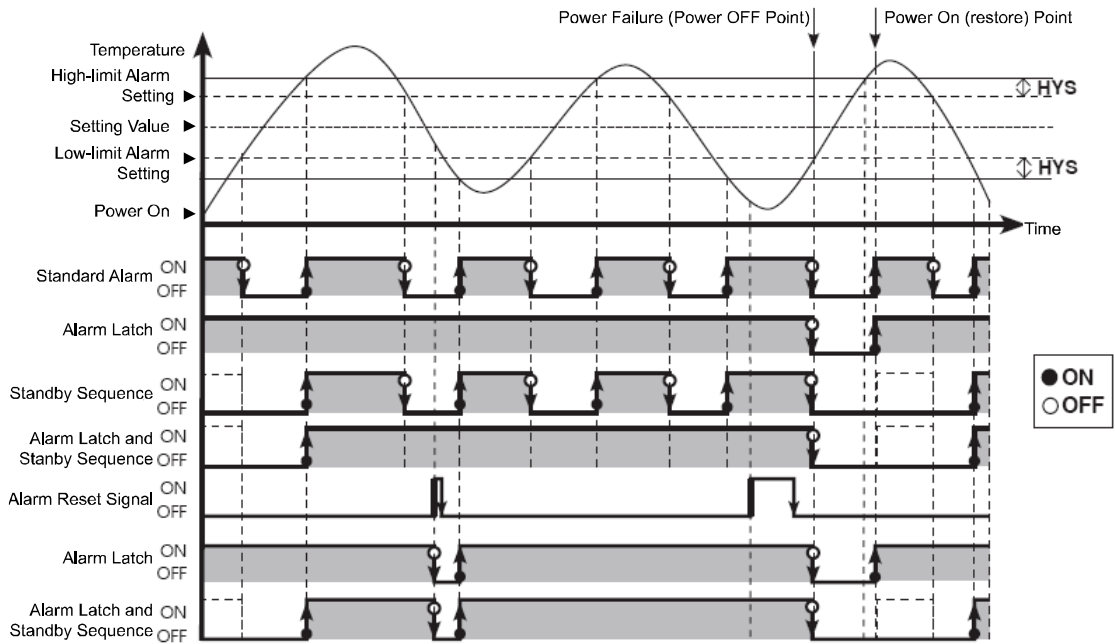 Power Failure (Power OFF Point)
Power On (restore) Point
Temperature
High-limit Alarm
Setting
HYS
Setting Value
Low-limit Alarm
Setting
HYS
Power On
Time
Standard Alarm ON
OFF
Alarm Latch ON
OFF
Standby Sequence ON
OFF
Alarm Latch and ON
Stanby Sequence OFF
Alarm Reset Signal ON
OFF
Alarm Latch ON
OFF
Alarm Latch and ON
Standby Sequence OFF
ON
OFF